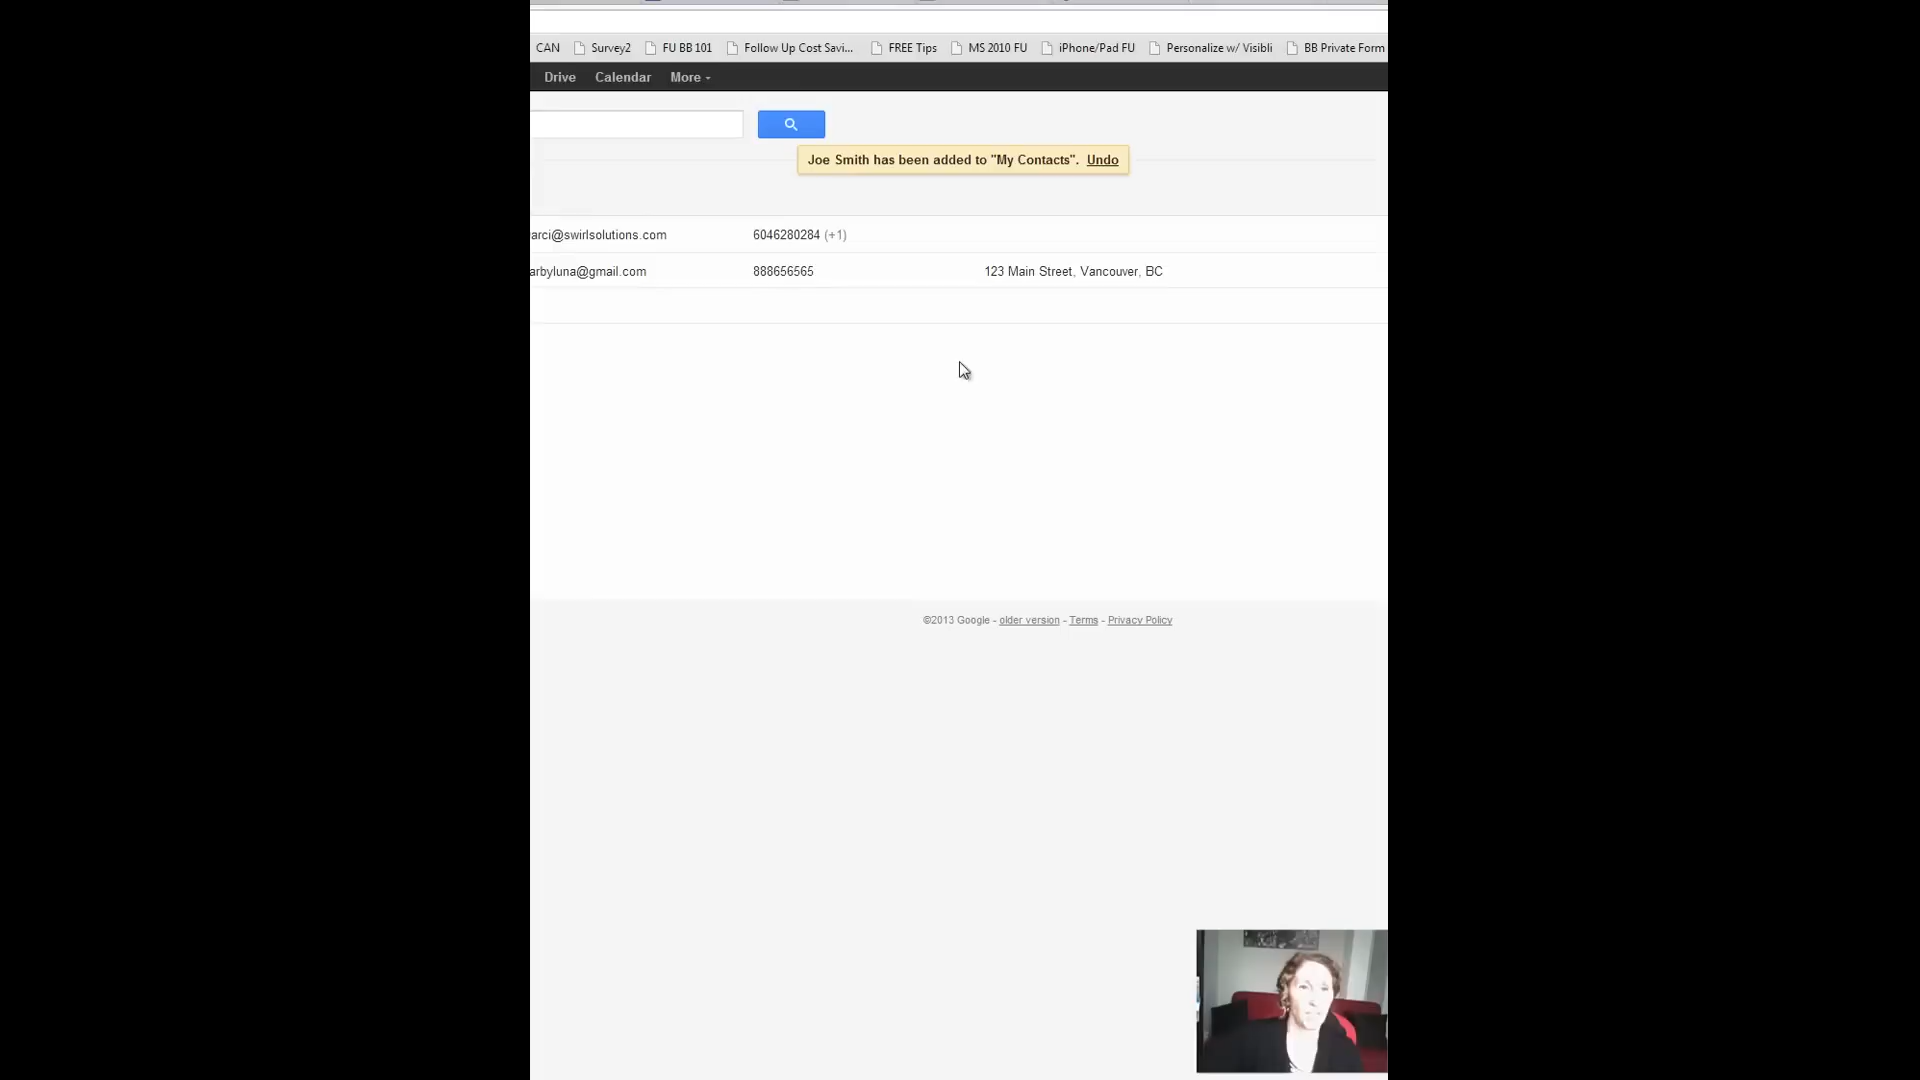 CAN Survey2 FU BB 101 Follow Up Cost Savi... FREE Tips MS 2010 FU iPhone/Pad FU Personalize w/ Visibli BB Private Form
Drive Calendar More
Joe Smith has been added to "My Contacts". Undo
arci@swirlsolutions.com 6046280284 (+1)
arbyluna@gmail.com 888656565 123 Main Street, Vancouver, BC
©2013 Google - older version - Terms - Privacy Policy